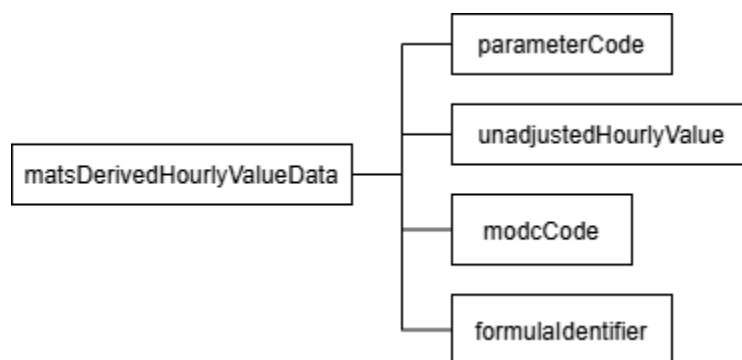 parameterCode
unadjustedHourlyValue
matsDerivedHourlyValueData
modcCode
formulaIdentifier